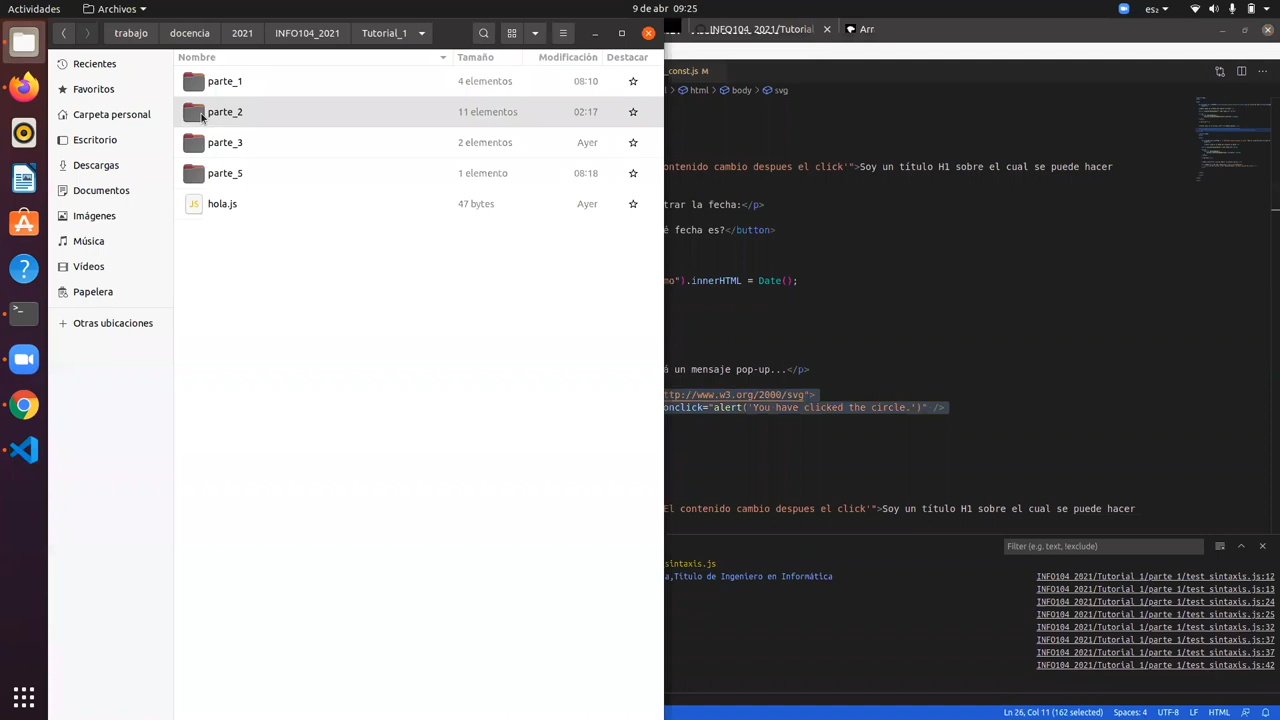 Actividades
Archivos
9 de abr 09:25
es₂
trabajo
docencia
2021
INFO104_2021
Tutorial_1
Nombre
Tamaño
Modificación
Destacar
Recientes
Favoritos
Carpeta personal
Escritorio
Descargas
Documentos
Imágenes
Música
Vídeos
Papelera
+ Otras ubicaciones
parte_1 4 elementos 08:10
parte_2 11 elementos 02:17
parte_3 2 elementos Ayer
parte_5 1 elemento 08:18
JS hola.js 47 bytes Ayer
INFO104_2021/Tutorial
Arr
_const.js M
html > body > svg
ontenido cambio despues el click'">Soy un título H1 sobre el cual se puede hacer
trar la fecha:</p>
é fecha es?</button>
mo").innerHTML = Date();
á un mensaje pop-up...</p>
ttp://www.w3.org/2000/svg">
onclick="alert('You have clicked the circle.')" />
El contenido cambio despues el click'">Soy un título H1 sobre el cual se puede hacer
Filter (e.g. text, !exclude)
sintaxis.js
a,Título de Ingeniero en Informática
INFO104_2021/Tutorial_1/parte_1/test_sintaxis.js:12
INFO104_2021/Tutorial_1/parte_1/test_sintaxis.js:13
INFO104_2021/Tutorial_1/parte_1/test_sintaxis.js:24
INFO104_2021/Tutorial_1/parte_1/test_sintaxis.js:25
INFO104_2021/Tutorial_1/parte_1/test_sintaxis.js:32
INFO104_2021/Tutorial_1/parte_1/test_sintaxis.js:37
INFO104_2021/Tutorial_1/parte_1/test_sintaxis.js:37
INFO104_2021/Tutorial_1/parte_1/test_sintaxis.js:42
Ln 26, Col 11 (162 selected)
Spaces: 4
UTF-8
LF
HTML